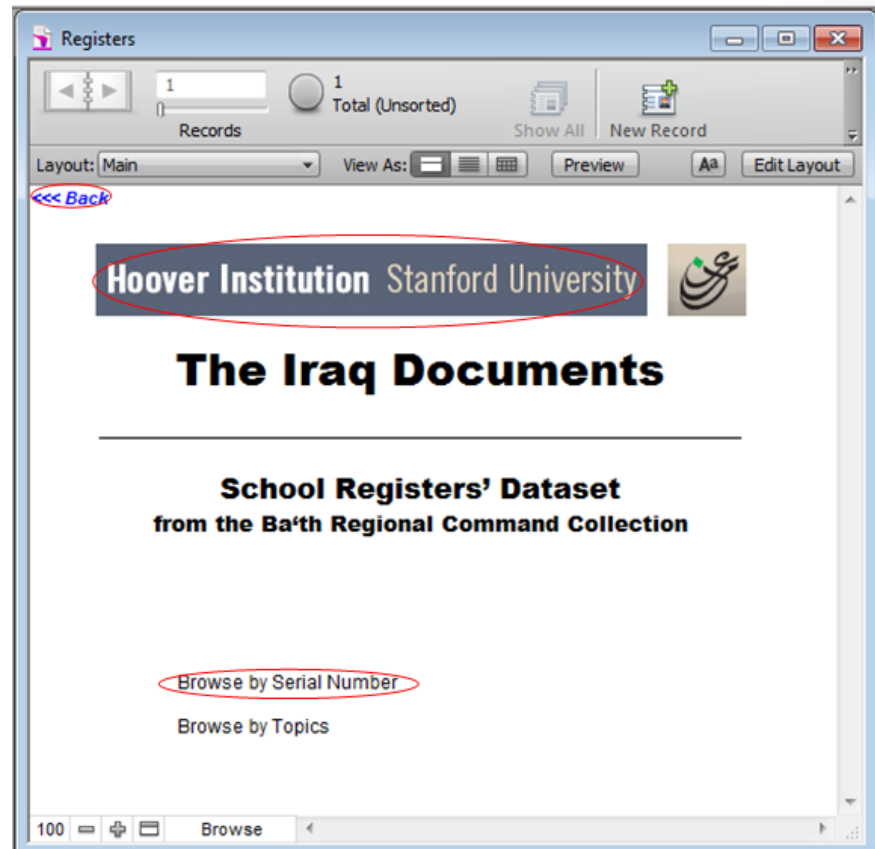 Registers
1
1
Total (Unsorted)
Records
Show All
New Record
Layout: Main
View As:
Preview
Aa
Edit Layout
<<< Back
Hoover Institution Stanford University
The Iraq Documents
School Registers’ Dataset
from the Ba‘th Regional Command Collection
Browse by Serial Number
Browse by Topics
100
Browse